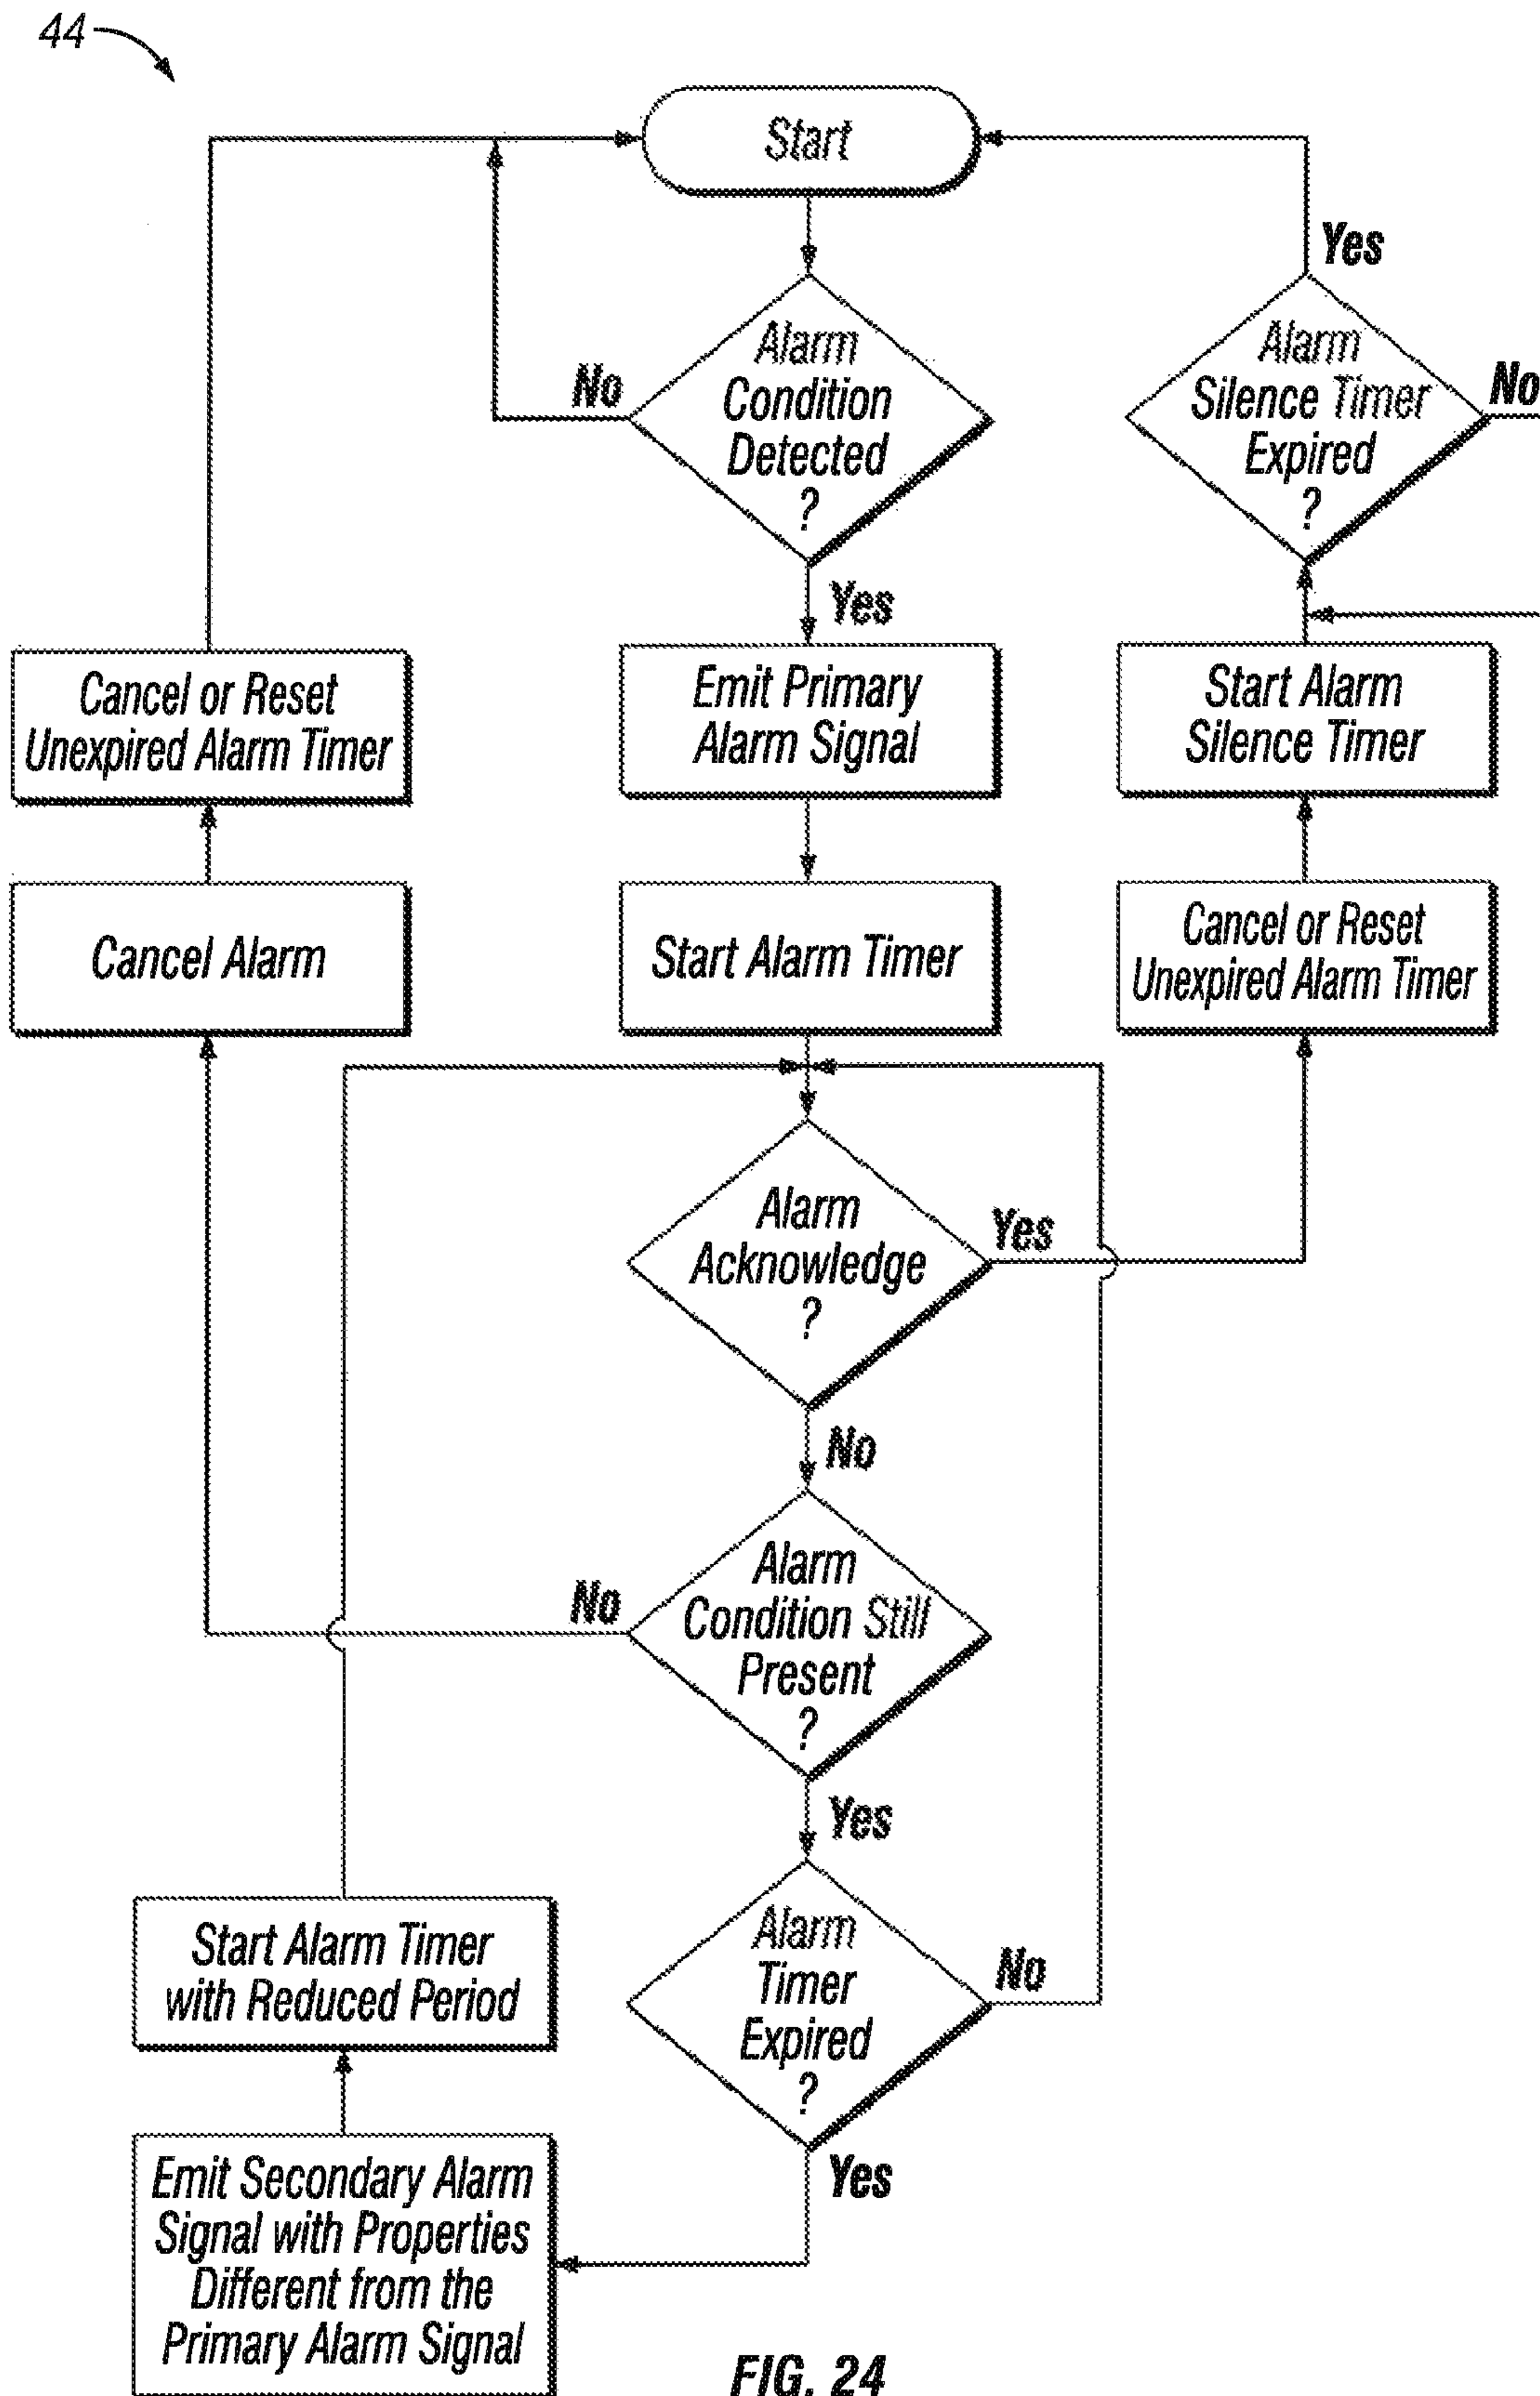 44
Start
Alarm
Condition
Detected
?
No
Yes
Alarm
Silence Timer
Expired
?
Yes
No
Cancel or Reset
Unexpired Alarm Timer
Emit Primary
Alarm Signal
Start Alarm
Silence Timer
Cancel Alarm
Start Alarm Timer
Cancel or Reset
Unexpired Alarm Timer
Alarm
Acknowledge
?
Yes
No
Alarm
Condition Still
Present
?
No
Yes
Alarm
Timer
Expired
?
No
Yes
Start Alarm Timer
with Reduced Period
Emit Secondary Alarm
Signal with Properties
Different from the
Primary Alarm Signal
FIG. 24